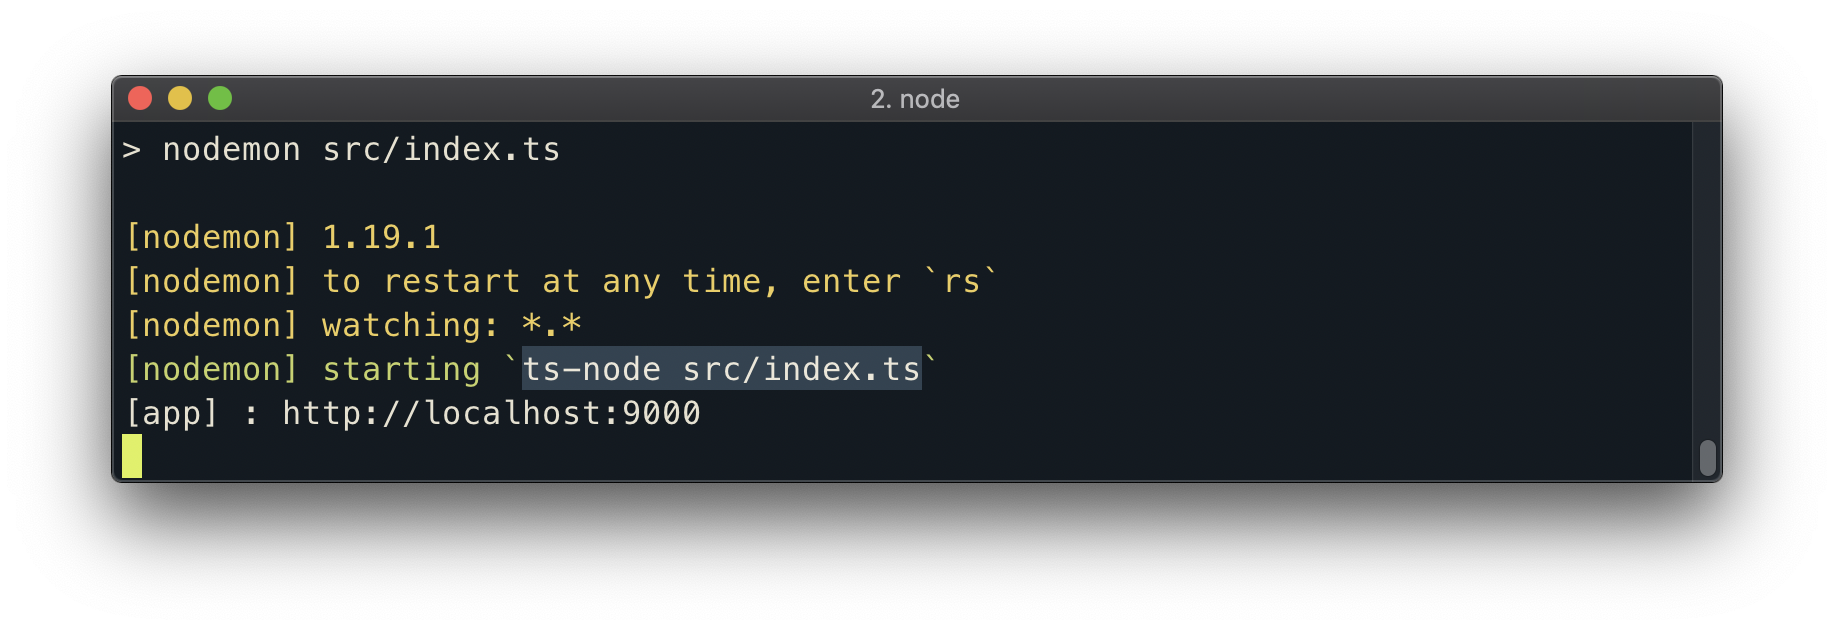 2. node
> nodemon src/index.ts
[nodemon] 1.19.1
[nodemon] to restart at any time, enter `rs`
[nodemon] watching: *.*
[nodemon] starting `ts-node src/index.ts`
[app] : http://localhost:9000